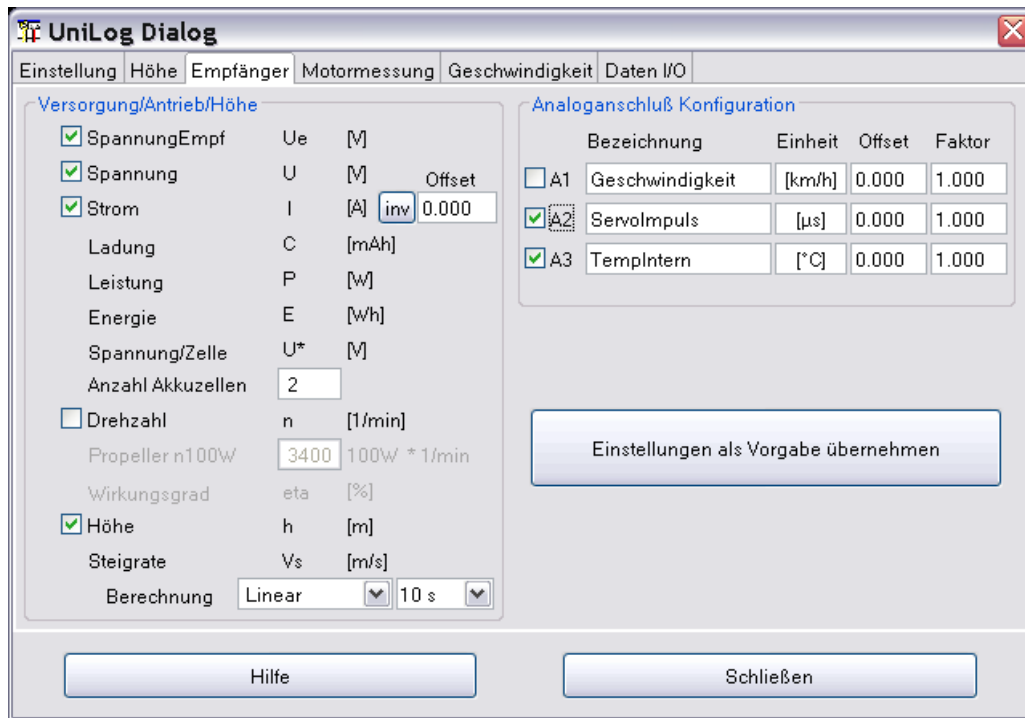 UniLog Dialog
Einstellung Höhe Empfänger Motormessung Geschwindigkeit Daten I/O
Versorgung/Antrieb/Höhe
SpannungEmpf Ue [V]
Spannung U [V] Offset
Strom I [A] inv 0.000
Ladung C [mAh]
Leistung P [W]
Energie E [Wh]
Spannung/Zelle U* [V]
Anzahl Akkuzellen 2
Drehzahl n [1/min]
Propeller n100W 3400 100W * 1/min
Wirkungsgrad eta [%]
Höhe h [m]
Steigrate Vs [m/s]
Berechnung Linear 10 s
Analoganschluß Konfiguration
Bezeichnung Einheit Offset Faktor
A1 Geschwindigkeit [km/h] 0.000 1.000
A2 ServoImpuls [µs] 0.000 1.000
A3 TempIntern [°C] 0.000 1.000
Einstellungen als Vorgabe übernehmen
Hilfe Schließen